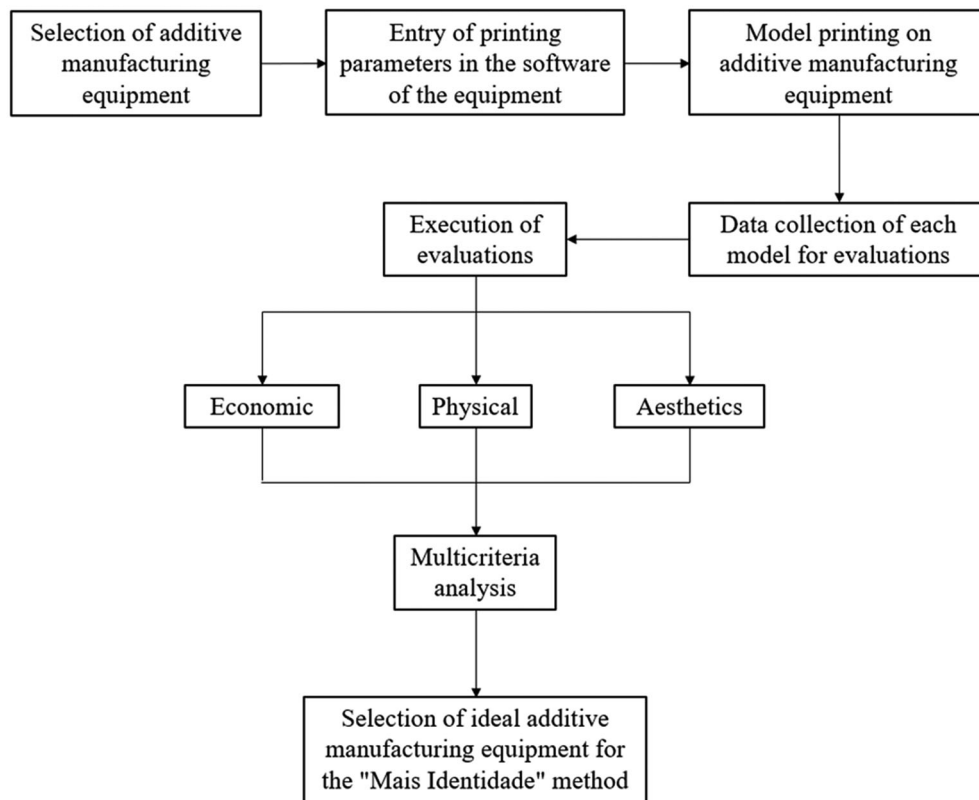 Selection of additive
manufacturing
equipment
Entry of printing
parameters in the software
of the equipment
Model printing on
additive manufacturing
equipment
Data collection of each
model for evaluations
Execution of
evaluations
Economic
Physical
Aesthetics
Multicriteria
analysis
Selection of ideal additive
manufacturing equipment for
the "Mais Identidade" method